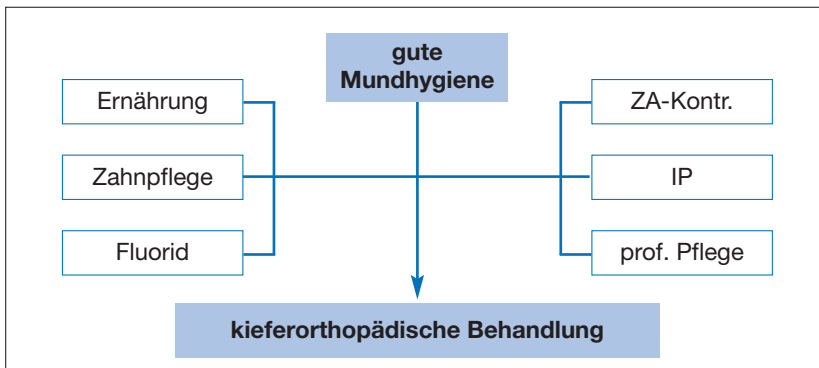 gute
Mundhygiene
Ernährung
ZA-Kontr.
Zahnpflege
IP
Fluorid
prof. Pflege
kieferorthopädische Behandlung